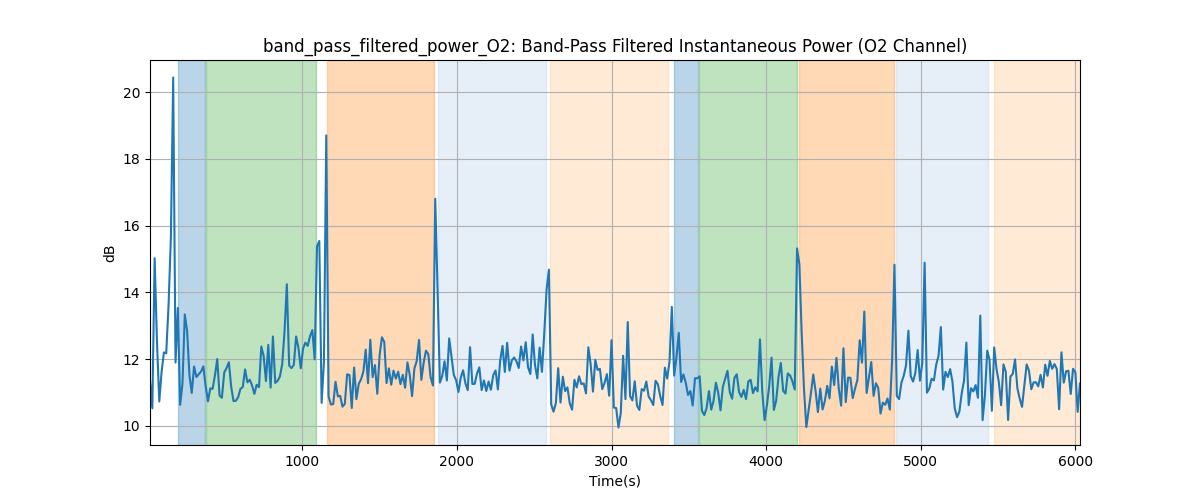 band_pass_filtered_power_O2: Band-Pass Filtered Instantaneous Power (O2 Channel)
20
18
16
14
12
10
dB
1000 2000 3000 4000 5000 6000
Time(s)